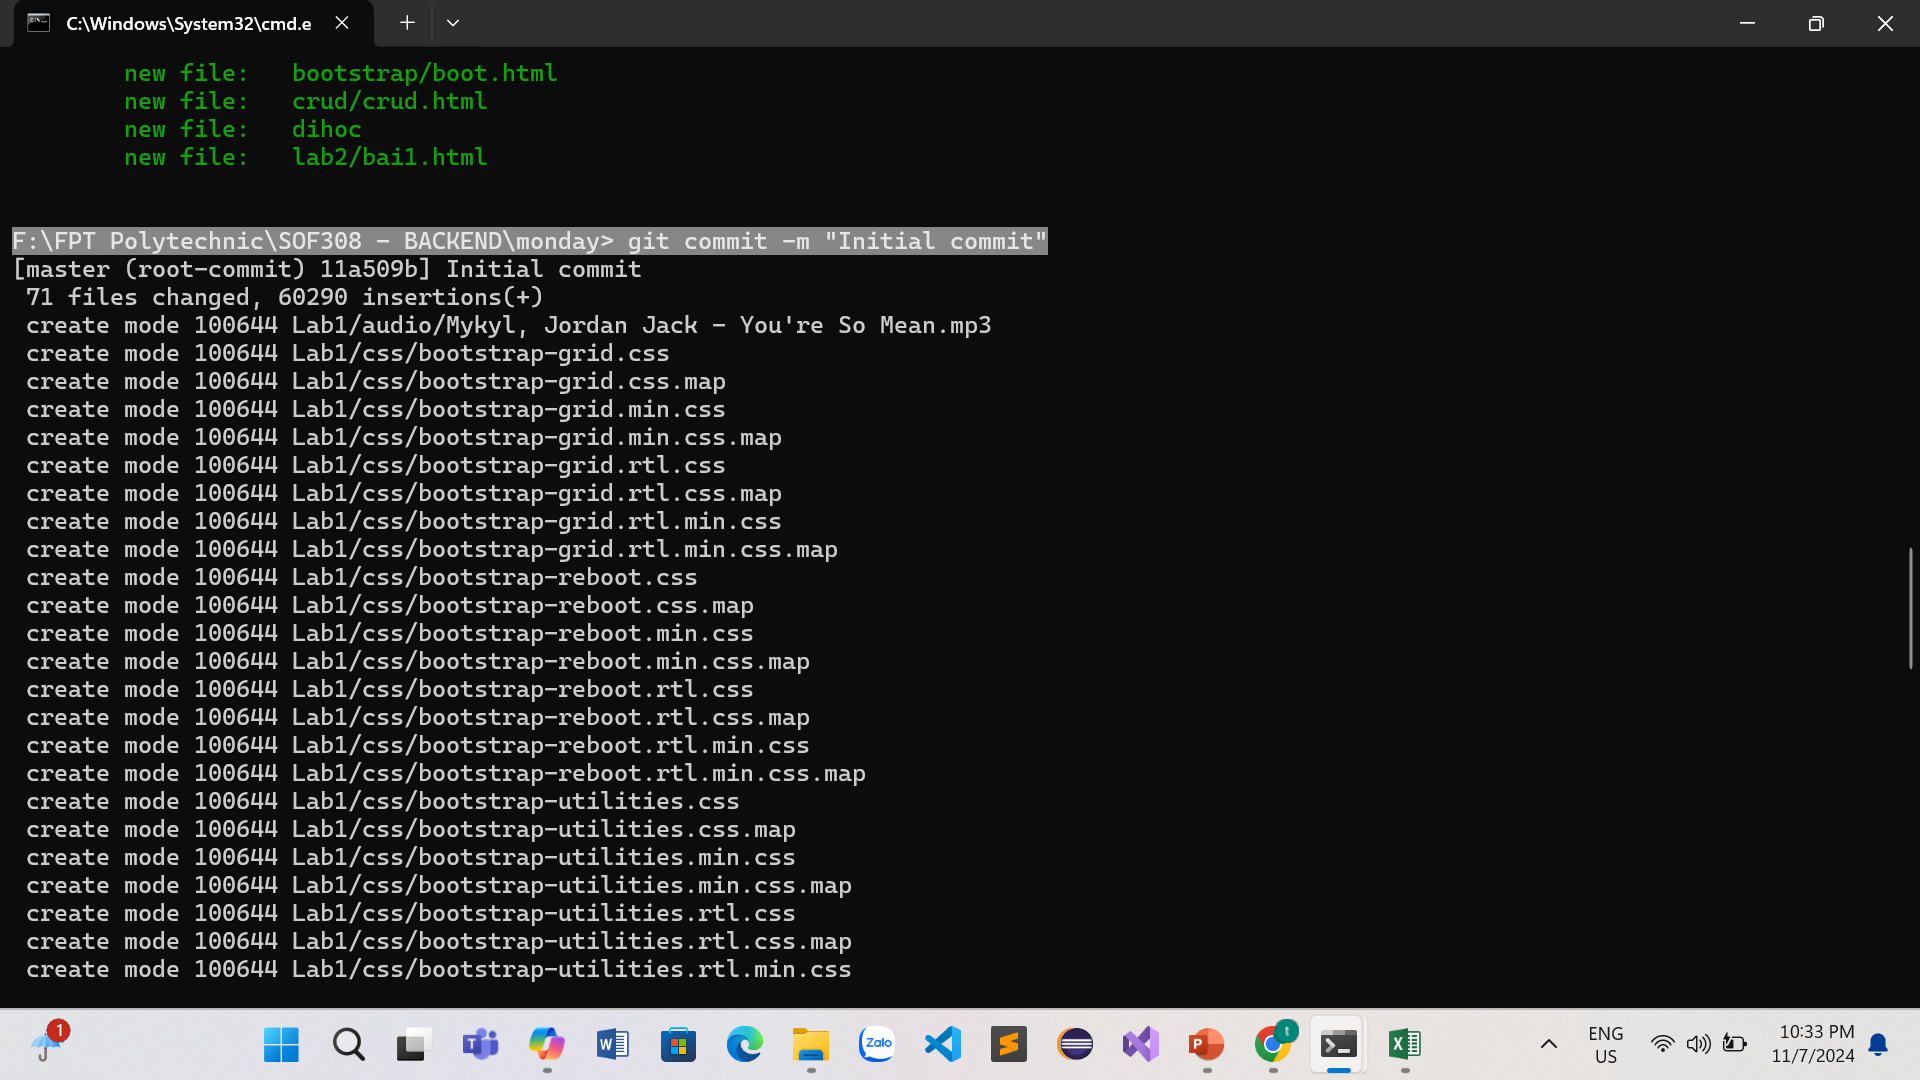 C:\Windows\System32\cmd.e
new file:   bootstrap/boot.html
new file:   crud/crud.html
new file:   dihoc
new file:   lab2/bai1.html
F:\FPT Polytechnic\SOF308 - BACKEND\monday> git commit -m "Initial commit"
[master (root-commit) 11a509b] Initial commit
71 files changed, 60290 insertions(+)
create mode 100644 Lab1/audio/Mykyl, Jordan Jack - You're So Mean.mp3
create mode 100644 Lab1/css/bootstrap-grid.css
create mode 100644 Lab1/css/bootstrap-grid.css.map
create mode 100644 Lab1/css/bootstrap-grid.min.css
create mode 100644 Lab1/css/bootstrap-grid.min.css.map
create mode 100644 Lab1/css/bootstrap-grid.rtl.css
create mode 100644 Lab1/css/bootstrap-grid.rtl.css.map
create mode 100644 Lab1/css/bootstrap-grid.rtl.min.css
create mode 100644 Lab1/css/bootstrap-grid.rtl.min.css.map
create mode 100644 Lab1/css/bootstrap-reboot.css
create mode 100644 Lab1/css/bootstrap-reboot.css.map
create mode 100644 Lab1/css/bootstrap-reboot.min.css
create mode 100644 Lab1/css/bootstrap-reboot.min.css.map
create mode 100644 Lab1/css/bootstrap-reboot.rtl.css
create mode 100644 Lab1/css/bootstrap-reboot.rtl.css.map
create mode 100644 Lab1/css/bootstrap-reboot.rtl.min.css
create mode 100644 Lab1/css/bootstrap-reboot.rtl.min.css.map
create mode 100644 Lab1/css/bootstrap-utilities.css
create mode 100644 Lab1/css/bootstrap-utilities.css.map
create mode 100644 Lab1/css/bootstrap-utilities.min.css
create mode 100644 Lab1/css/bootstrap-utilities.min.css.map
create mode 100644 Lab1/css/bootstrap-utilities.rtl.css
create mode 100644 Lab1/css/bootstrap-utilities.rtl.css.map
create mode 100644 Lab1/css/bootstrap-utilities.rtl.min.css
1
Zalo
t
ENG
US
10:33 PM
11/7/2024